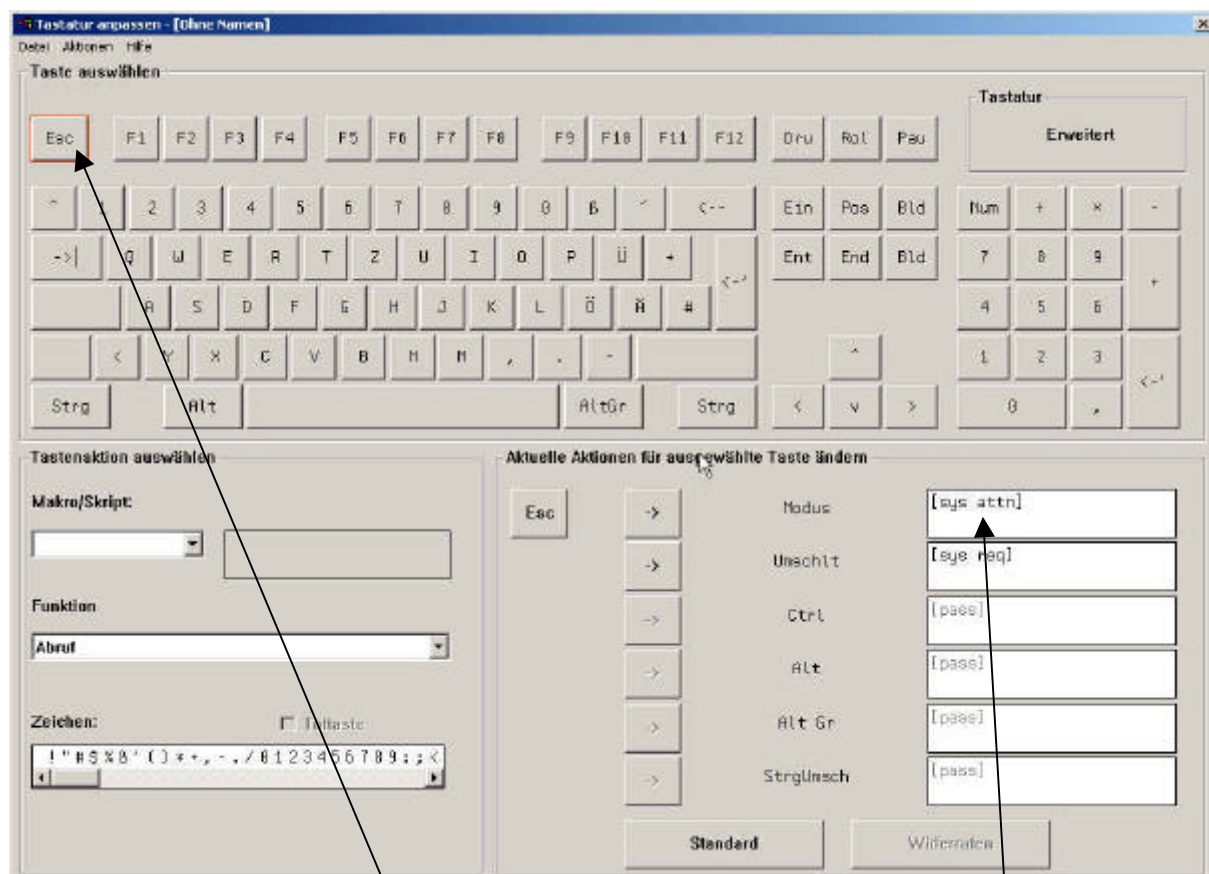 Tastatur anpassen - [Ohne Namen]
Datei Aktionen Hilfe
Taste auswählen
Tastatur
Erweitert
Esc F1 F2 F3 F4 F5 F6 F7 F8 F9 F10 F11 F12 Dru Rol Pau
^ 1 2 3 4 5 6 7 8 9 0 ß ´ <-- Ein Pos Bld Num ÷ × -
->| Q W E R T Z U I O P Ü + <-' Ent End Bld 7 8 9 +
A S D F G H J K L Ö Ä # 4 5 6
< Y X C V B N M , . - ^ 1 2 3 <-'
Strg Alt AltGr Strg < v > 0 ,
Tastenaktion auswählen
Makro/Skript:
Funktion
Abruf
Zeichen: Tottaste
!"#$%&'()*+,-./0123456789:;<
Aktuelle Aktionen für ausgewählte Taste ändern
Esc -> Modus [sys attn]
-> Umschlt [sys req]
-> Ctrl [pass]
-> Alt [pass]
-> Alt Gr [pass]
-> StrgUmsch [pass]
Standard Widerrufen